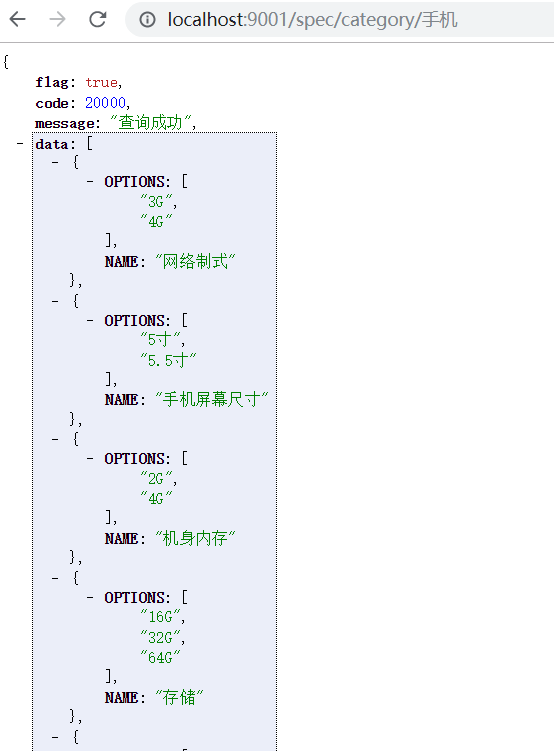 localhost:9001/spec/category/手机
{
flag: true,
code: 20000,
message: "查询成功",
- data: [
- {
- OPTIONS: [
"3G",
"4G"
],
NAME: "网络制式"
},
- {
- OPTIONS: [
"5寸",
"5.5寸"
],
NAME: "手机屏幕尺寸"
},
- {
- OPTIONS: [
"2G",
"4G"
],
NAME: "机身内存"
},
- {
- OPTIONS: [
"16G",
"32G",
"64G"
],
NAME: "存储"
},
- {